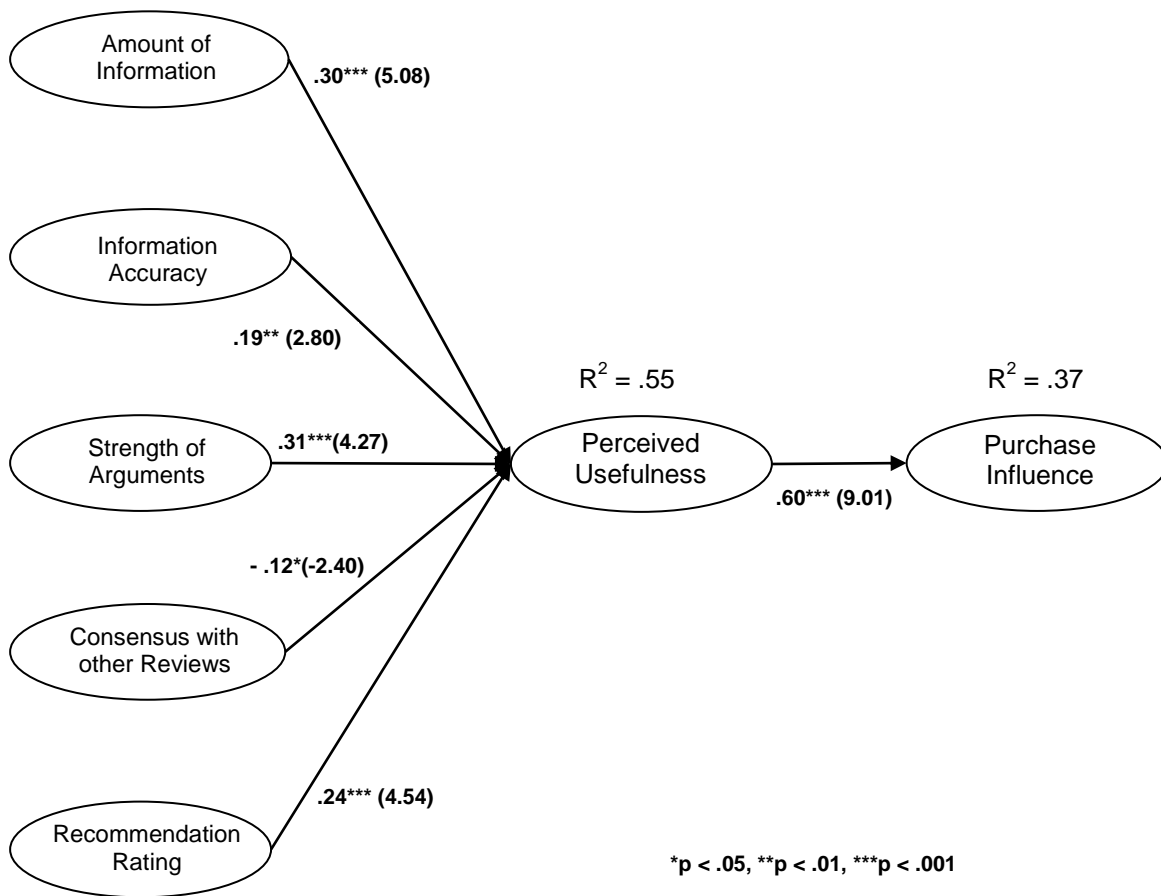 Amount of
Information
.30*** (5.08)
Information
Accuracy
.19** (2.80)
R² = .55
R² = .37
Strength of
Arguments
.31***(4.27)
Perceived
Usefulness
.60*** (9.01)
Purchase
Influence
- .12*(-2.40)
Consensus with
other Reviews
.24*** (4.54)
Recommendation
Rating
*p < .05, **p < .01, ***p < .001